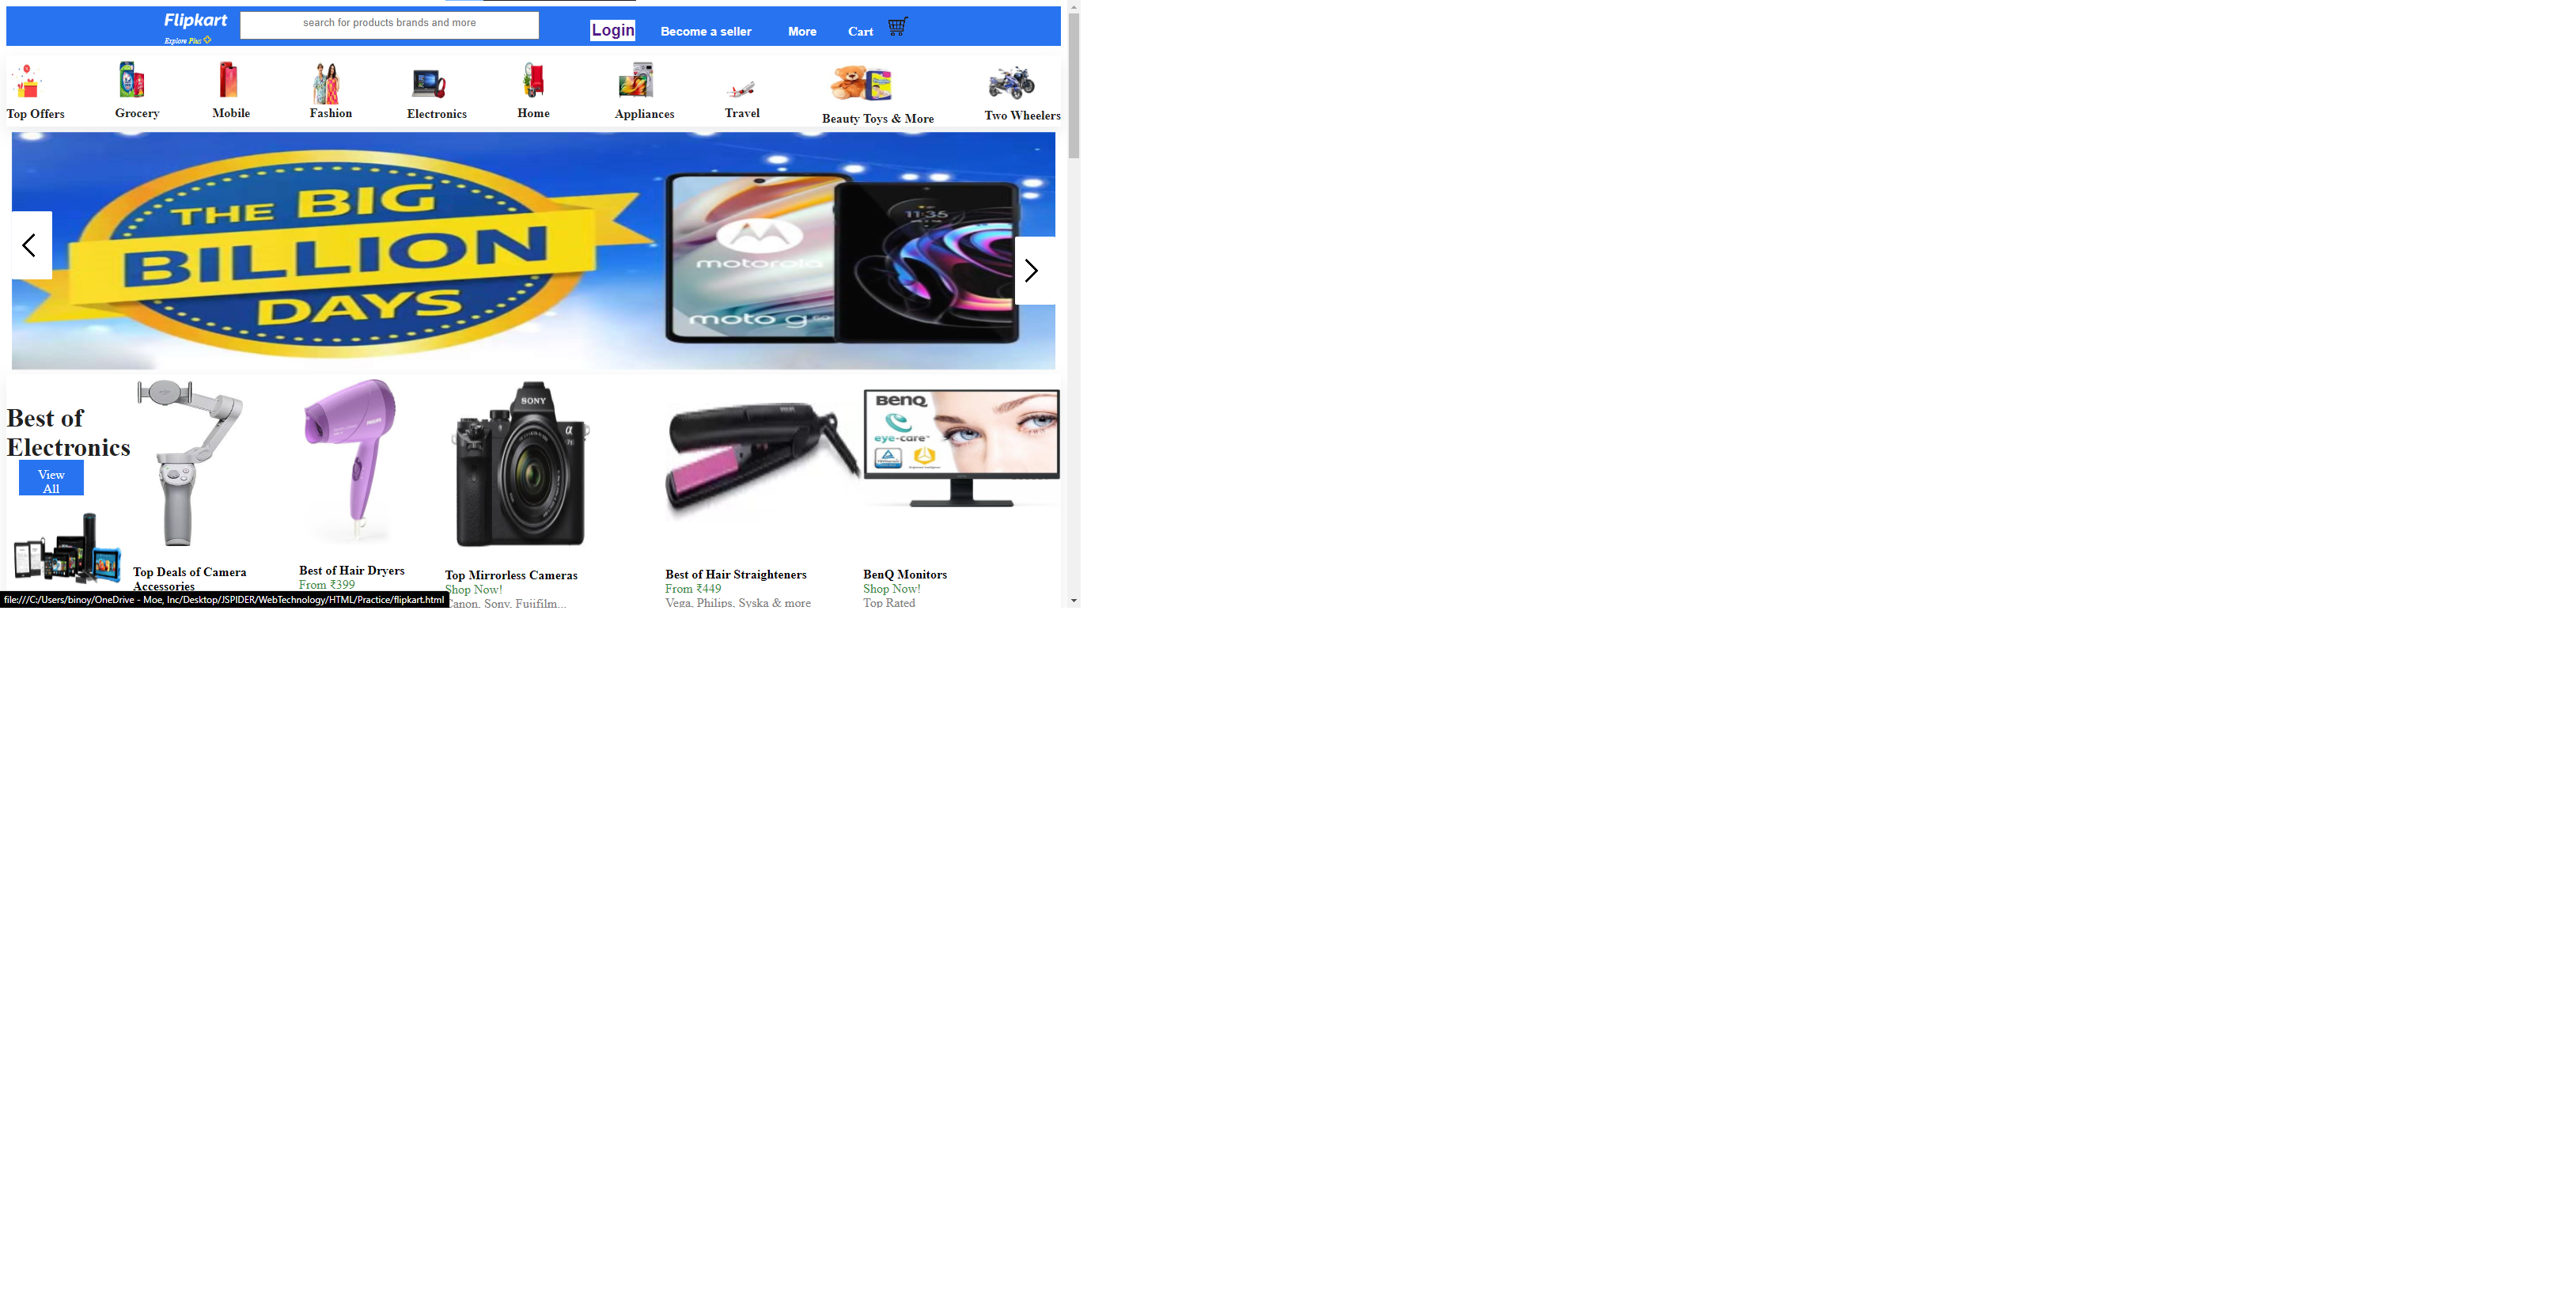 Flipkart
Explore Plus
search for products brands and more
Login
Become a seller
More
Cart
Top Offers
Grocery
Mobile
Fashion
Electronics
Home
Appliances
Travel
Beauty Toys & More
Two Wheelers
THE BIG
BILLION
DAYS
motorola
moto g
11:35
Best of
Electronics
View
All
SONY
α
BenQ
eye-care
Top Deals of Camera
Accessories
Best of Hair Dryers
From ₹399
Top Mirrorless Cameras
Shop Now!
Canon, Sony, Fujifilm...
Best of Hair Straighteners
From ₹449
Vega, Philips, Syska & more
BenQ Monitors
Shop Now!
Top Rated
file:///C:/Users/binoy/OneDrive - Moe, Inc/Desktop/JSPIDER/WebTechnology/HTML/Practice/flipkart.html